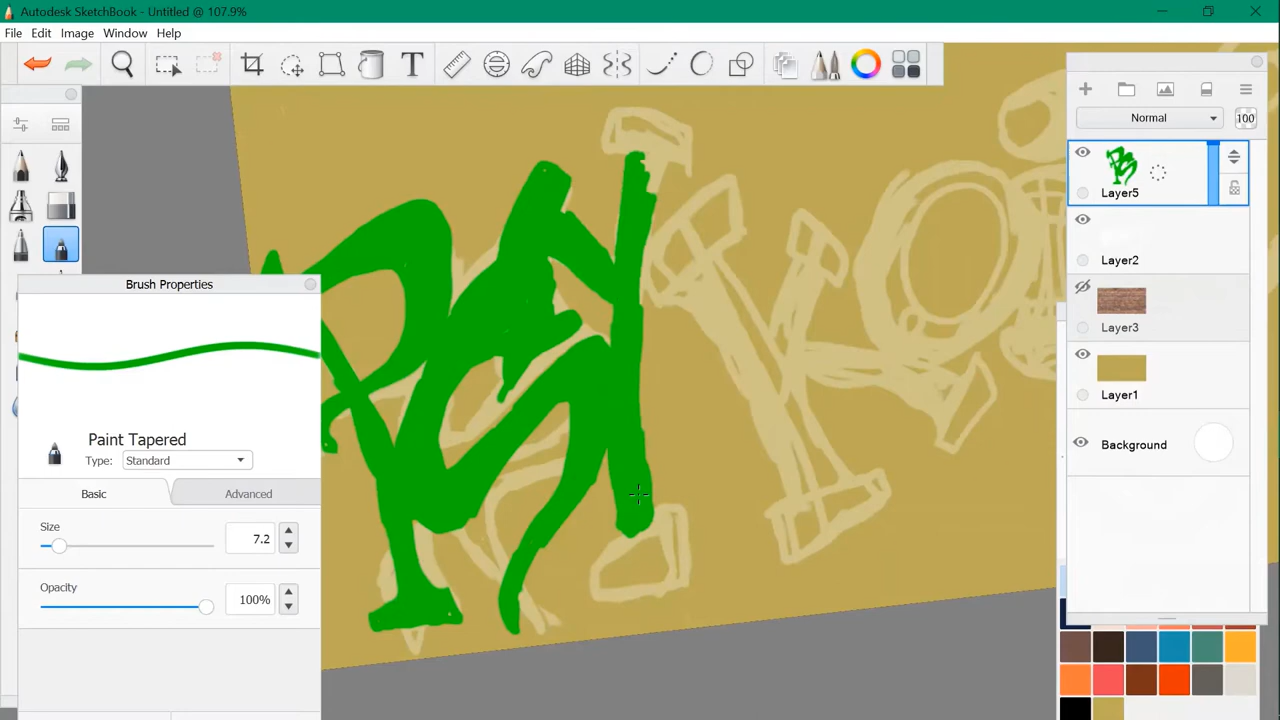 Autodesk SketchBook - Untitled @ 107.9%
File Edit Image Window Help
T
Normal 100
Layer5
Layer2
Layer3
Layer1
Background
Brush Properties
Paint Tapered
Type: Standard
Basic Advanced
Size
7.2
Opacity
100%